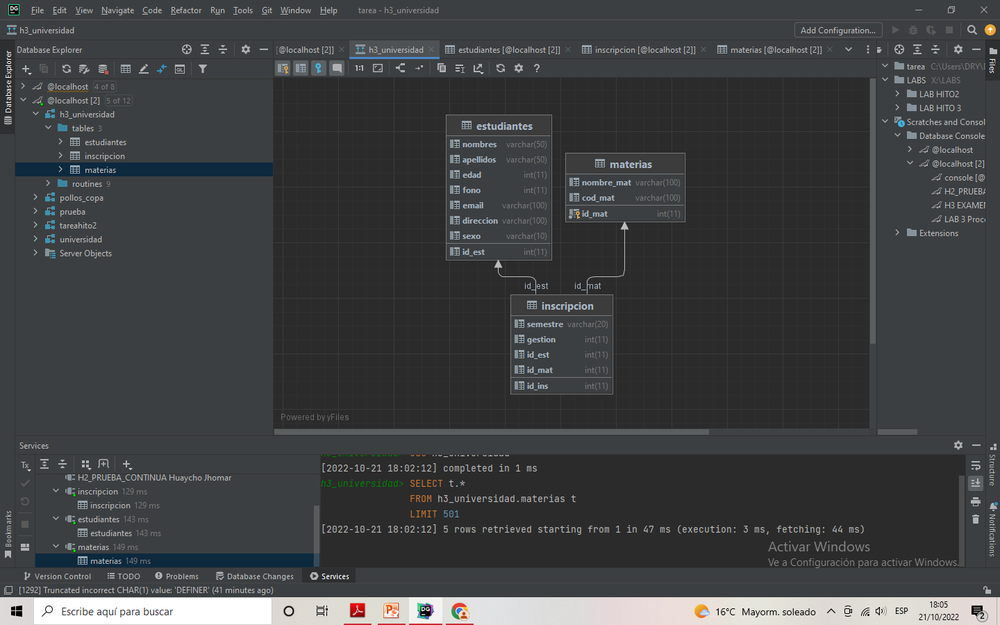 DG File Edit View Navigate Code Refactor Run Tools Git Window Help tarea - h3_universidad
h3_universidad
Add Configuration...
Database Explorer
[@localhost [2]]
h3_universidad
estudiantes [@localhost [2]]
inscripcion [@localhost [2]]
materias [@localhost [2]]
Database Explorer
Bookmarks
QL
1:1
?
@localhost 4 of 8
@localhost [2] 5 of 12
h3_universidad
tables 3
estudiantes
inscripcion
materias
routines 9
pollos_copa
prueba
tareahito2
universidad
Server Objects
estudiantes
nombres varchar(50)
apellidos varchar(50)
edad int(11)
fono int(11)
email varchar(100)
direccion varchar(100)
sexo varchar(10)
id_est int(11)
materias
nombre_mat varchar(100)
cod_mat varchar(100)
id_mat int(11)
id_est
id_mat
inscripcion
semestre varchar(20)
gestion int(11)
id_est int(11)
id_mat int(11)
id_ins int(11)
Powered by yFiles
tarea C:\Users\DRY\
LABS X:\LABS
LAB HITO2
LAB HITO 3
Scratches and Consol
Database Console
@localhost
@localhost [2]
console [@
H2_PRUEBA
H3 EXAMEN
LAB 3 Proc
Extensions
Files
Structure
Notifications
Services
Tx
H2_PRUEBA_CONTINUA Huaycho Jhomar
inscripcion 129 ms
inscripcion 129 ms
estudiantes 143 ms
estudiantes 143 ms
materias 149 ms
materias 149 ms
[2022-10-21 18:02:12] completed in 1 ms
h3_universidad> SELECT t.*
FROM h3_universidad.materias t
LIMIT 501
[2022-10-21 18:02:12] 5 rows retrieved starting from 1 in 47 ms (execution: 3 ms, fetching: 44 ms)
Activar Windows
Ve a Configuración para activar Windows.
Version Control
TODO
Problems
Database Changes
Services
[1292] Truncated incorrect CHAR(1) value: 'DEFINER' (41 minutes ago)
Escribe aquí para buscar
DG
16°C Mayorm. soleado
ESP
18:05
21/10/2022
2